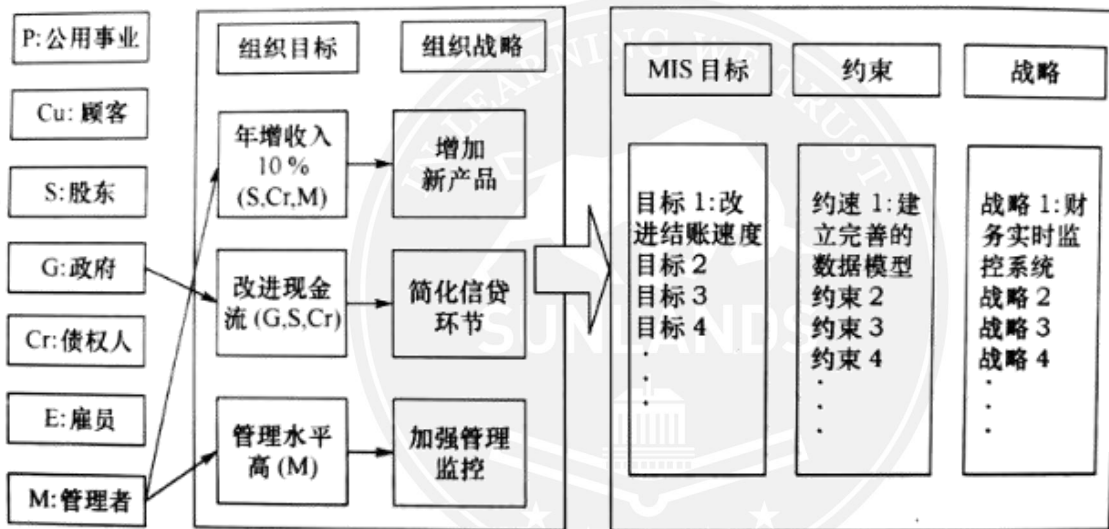 P:公用事业
Cu:顾客
S:股东
G:政府
Cr:债权人
E:雇员
M:管理者
组织目标
组织战略
年增收入
10 %
(S,Cr,M)
增加
新产品
改进现金
流 (G,S,Cr)
简化信贷
环节
管理水平
高 (M)
加强管理
监控
MIS 目标
约束
战略
目标 1:改
进结账速度
目标 2
目标 3
目标 4
·
·
·
约速 1:建
立完善的
数据模型
约束 2
约束 3
约束 4
·
·
·
战略 1:财
务实时监
控系统
战略 2
战略 3
战略 4
·
·
·
IN LEARNING WE TRUST
SUNLANDS